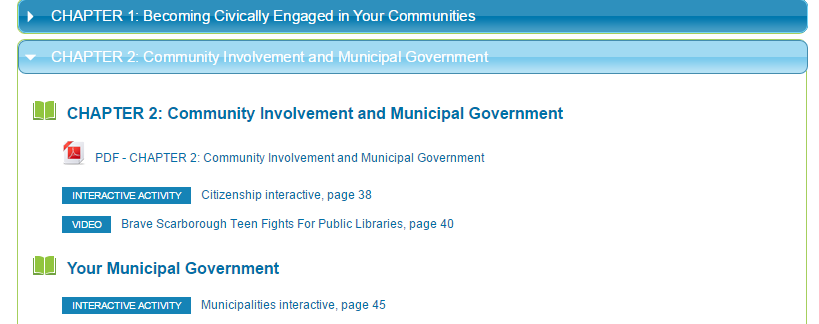 CHAPTER 1: Becoming Civically Engaged in Your Communities
CHAPTER 2: Community Involvement and Municipal Government
CHAPTER 2: Community Involvement and Municipal Government
PDF - CHAPTER 2: Community Involvement and Municipal Government
INTERACTIVE ACTIVITY Citizenship interactive, page 38
VIDEO Brave Scarborough Teen Fights For Public Libraries, page 40
Your Municipal Government
INTERACTIVE ACTIVITY Municipalities interactive, page 45